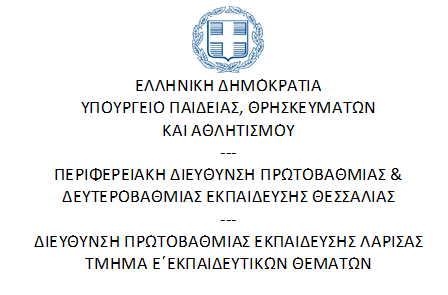 ΕΛΛΗΝΙΚΗ ΔΗΜΟΚΡΑΤΙΑ
ΥΠΟΥΡΓΕΙΟ ΠΑΙΔΕΙΑΣ, ΘΡΗΣΚΕΥΜΑΤΩΝ
ΚΑΙ ΑΘΛΗΤΙΣΜΟΥ
---
ΠΕΡΙΦΕΡΕΙΑΚΗ ΔΙΕΥΘΥΝΣΗ ΠΡΩΤΟΒΑΘΜΙΑΣ &
ΔΕΥΤΕΡΟΒΑΘΜΙΑΣ ΕΚΠΑΙΔΕΥΣΗΣ ΘΕΣΣΑΛΙΑΣ
---
ΔΙΕΥΘΥΝΣΗ ΠΡΩΤΟΒΑΘΜΙΑΣ ΕΚΠΑΙΔΕΥΣΗΣ ΛΑΡΙΣΑΣ
ΤΜΗΜΑ Ε΄ΕΚΠΑΙΔΕΥΤΙΚΩΝ ΘΕΜΑΤΩΝ